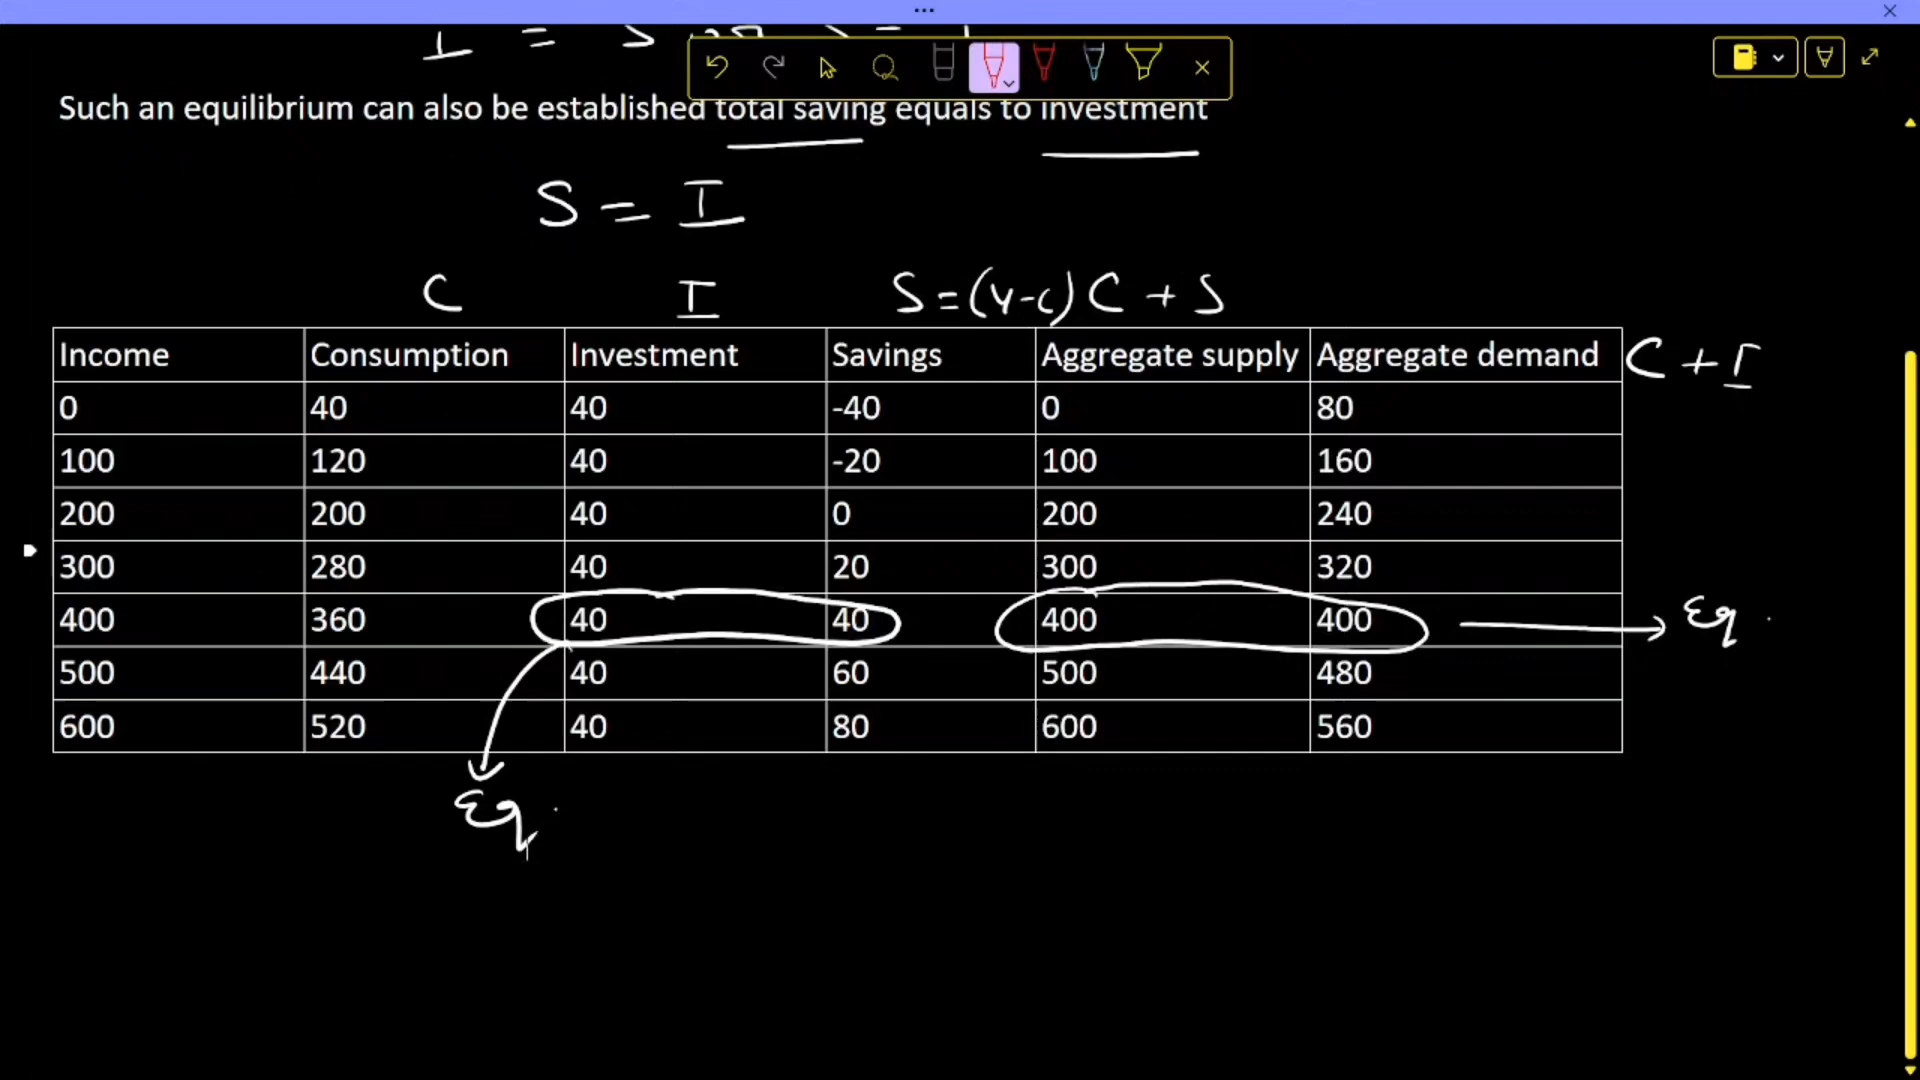 Such an equilibrium can also be established total saving equals to investment
S = I
C I S=(y-c) C + S
Income Consumption Investment Savings Aggregate supply Aggregate demand C + I
0 40 40 -40 0 80
100 120 40 -20 100 160
200 200 40 0 200 240
300 280 40 20 300 320
400 360 40 40 400 400 Eq.
500 440 40 60 500 480
600 520 40 80 600 560
Eq.